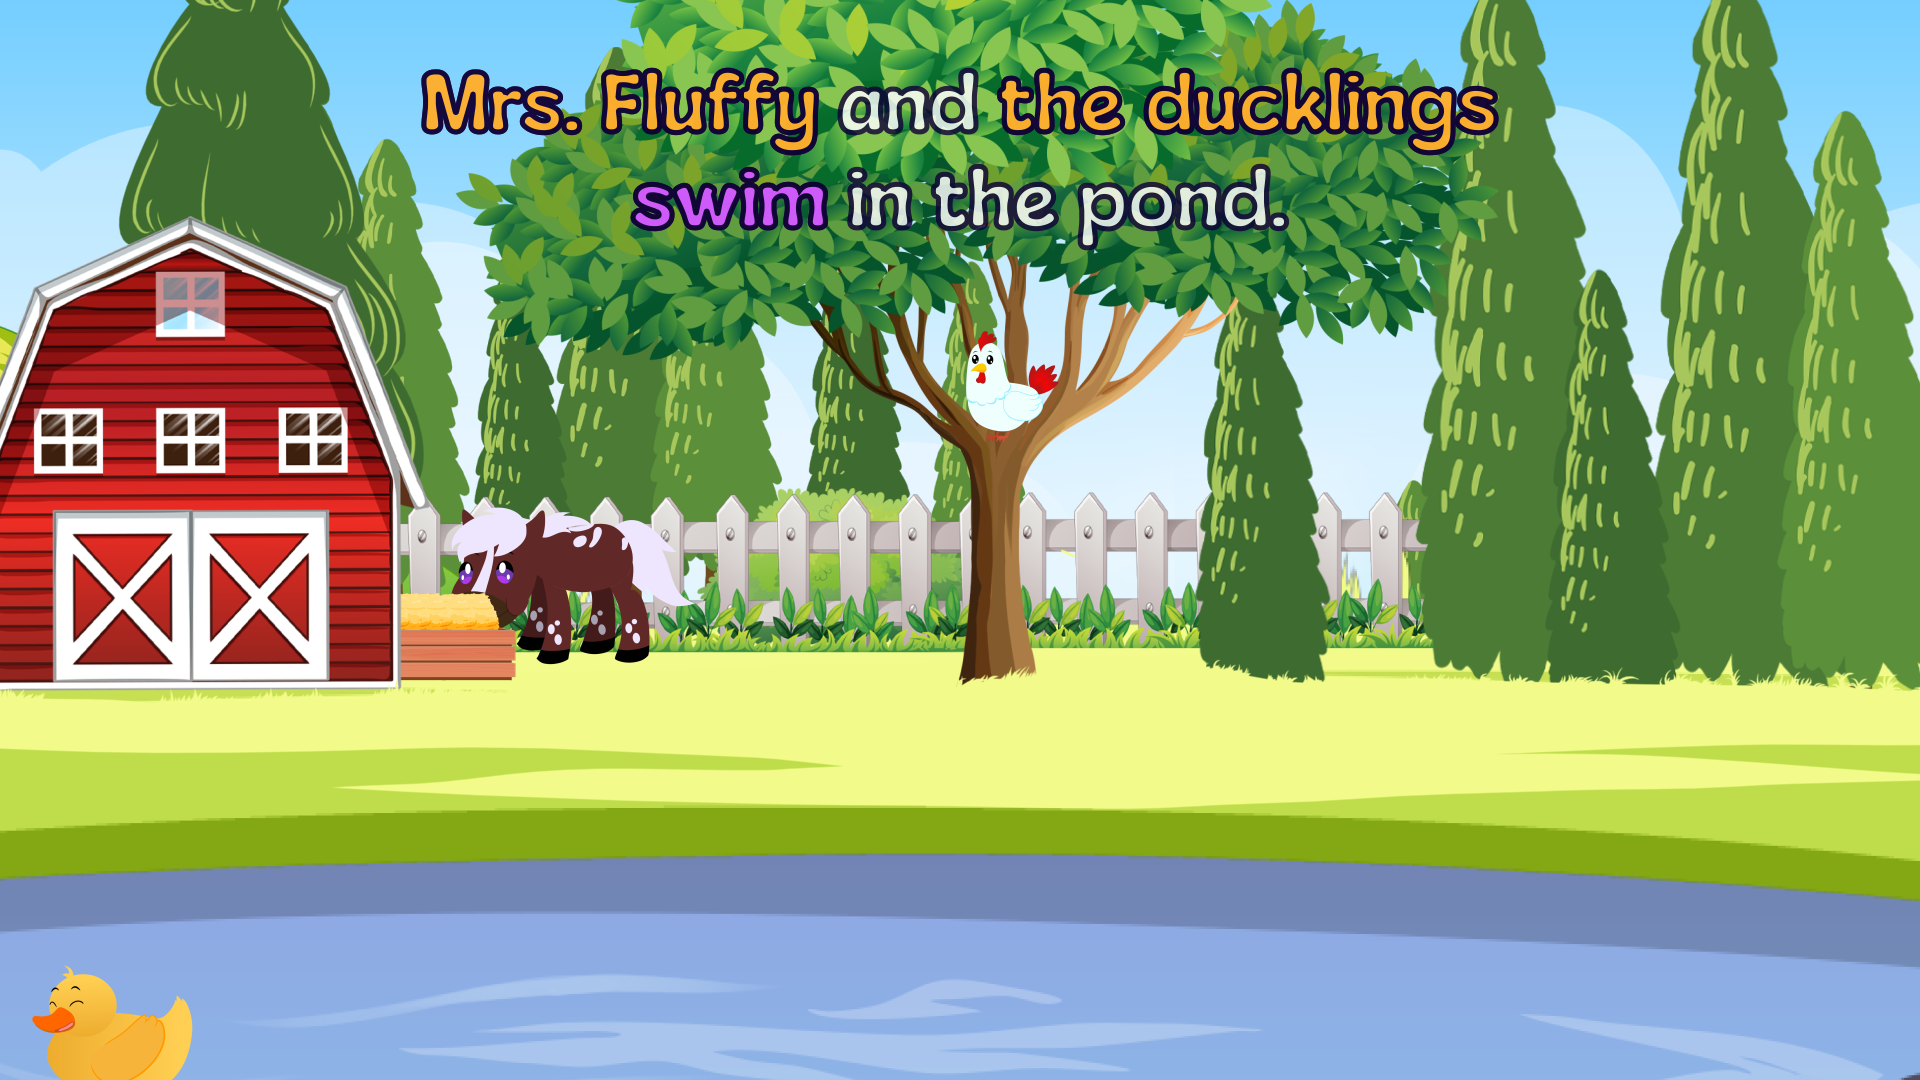 Mrs. Fluffy and the ducklings
swim in the pond.